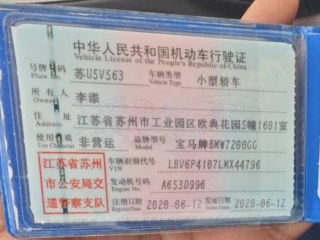 中华人民共和国机动车行驶证
Vehicle License of the People's Republic of China
号牌号码 苏U5V563 车辆类型 小型轿车
Plate No. Vehicle Type
所有人 李添
Owner
住址 江苏省苏州市工业园区欧典花园5幢1601室
Address
使用性质 非营运 品牌型号 宝马牌BMW7200GG
Use Character Model
江苏省苏州 车辆识别代号 LBV6P4107LMX44796
VIN
市公安局交 发动机号码 A6530996
Engine No.
通警察支队 注册日期 2020-06-12 发证日期 2020-06-12
Register Date Issue Date